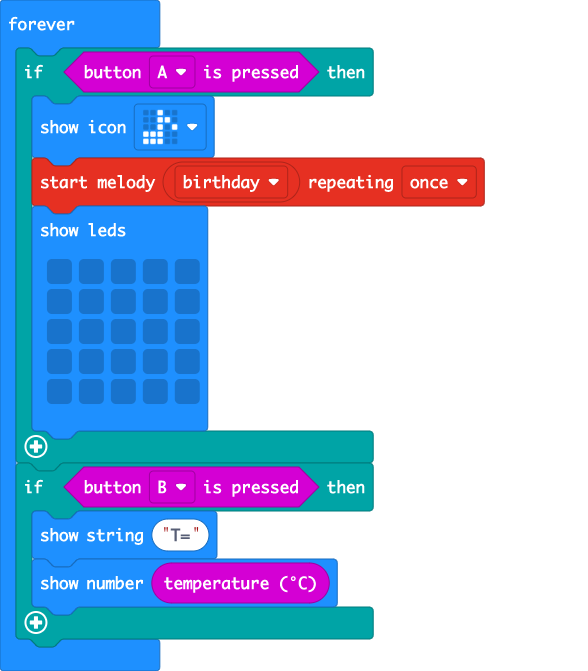 forever
if button A is pressed then
show icon
start melody birthday repeating once
show leds
if button B is pressed then
show string "T="
show number temperature (°C)